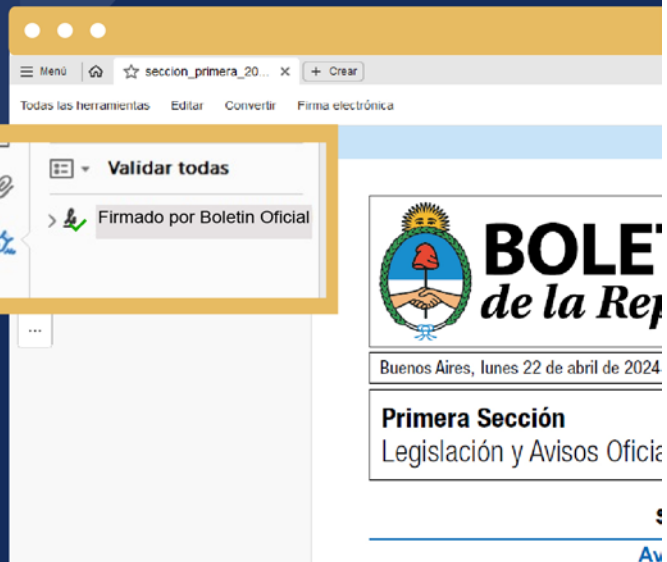 Menú
seccion_primera_20...
+ Crear
Todas las herramientas Editar Convertir Firma electrónica
Validar todas
Firmado por Boletin Oficial
...
BOLET
de la Rep
Buenos Aires, lunes 22 de abril de 2024
Primera Sección
Legislación y Avisos Oficia
S
Av